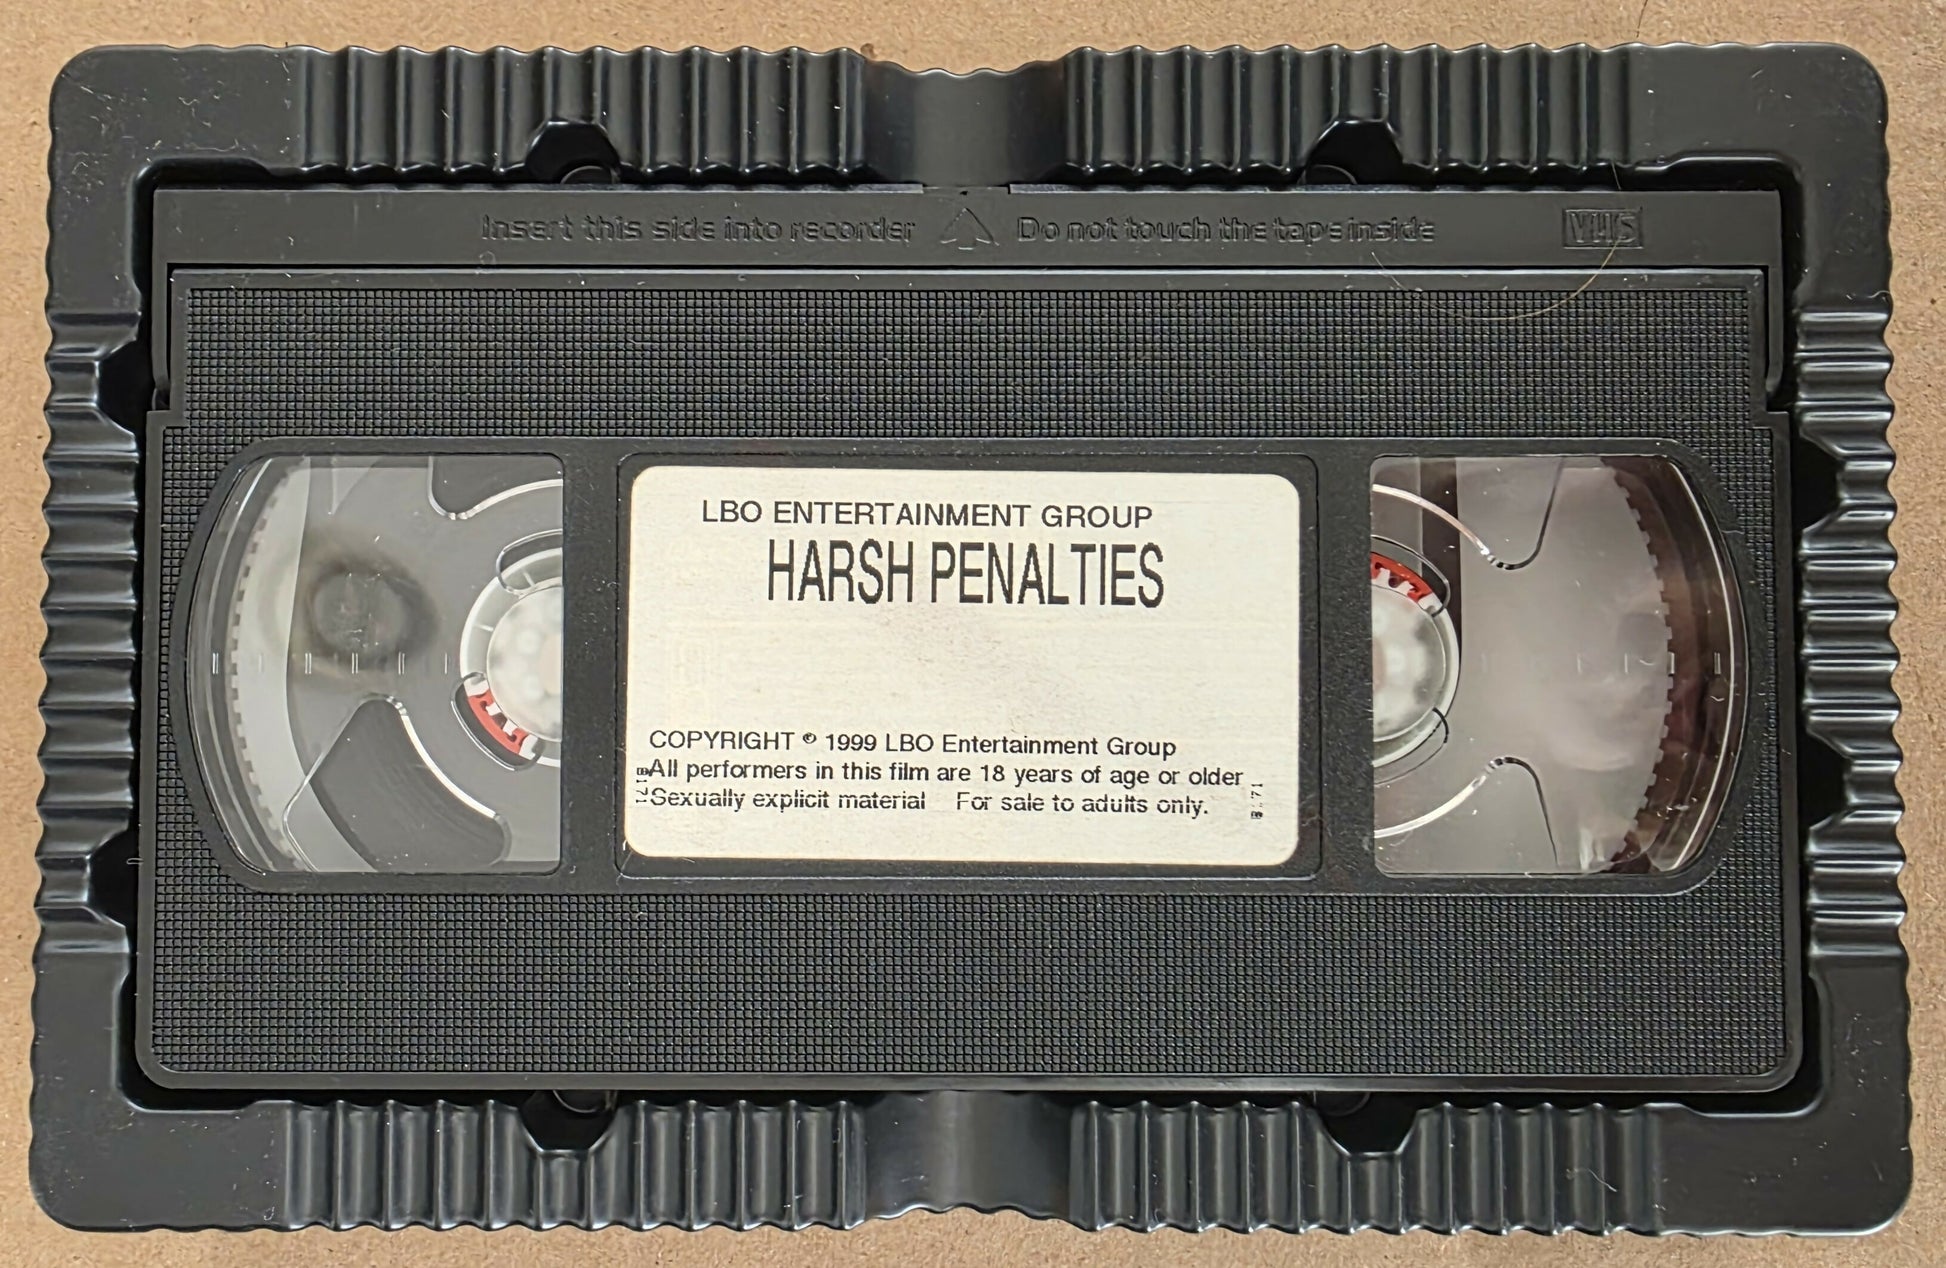 Insert this side into recorder Do not touch the tape inside VHS
LBO ENTERTAINMENT GROUP
HARSH PENALTIES
COPYRIGHT © 1999 LBO Entertainment Group
All performers in this film are 18 years of age or older
Sexually explicit material For sale to adults only.